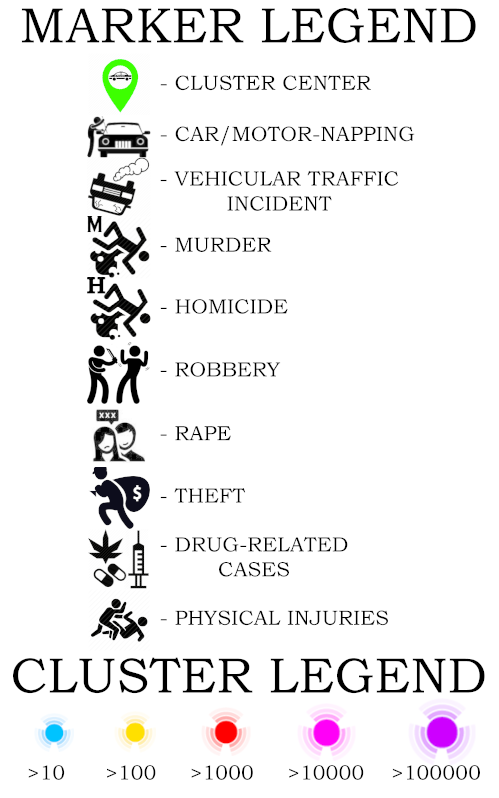 MARKER LEGEND
- CLUSTER CENTER
- CAR/MOTOR-NAPPING
- VEHICULAR TRAFFIC
INCIDENT
M
- MURDER
H
- HOMICIDE
- ROBBERY
XXX
- RAPE
$
- THEFT
- DRUG-RELATED
CASES
- PHYSICAL INJURIES
CLUSTER LEGEND
>10 >100 >1000 >10000 >100000